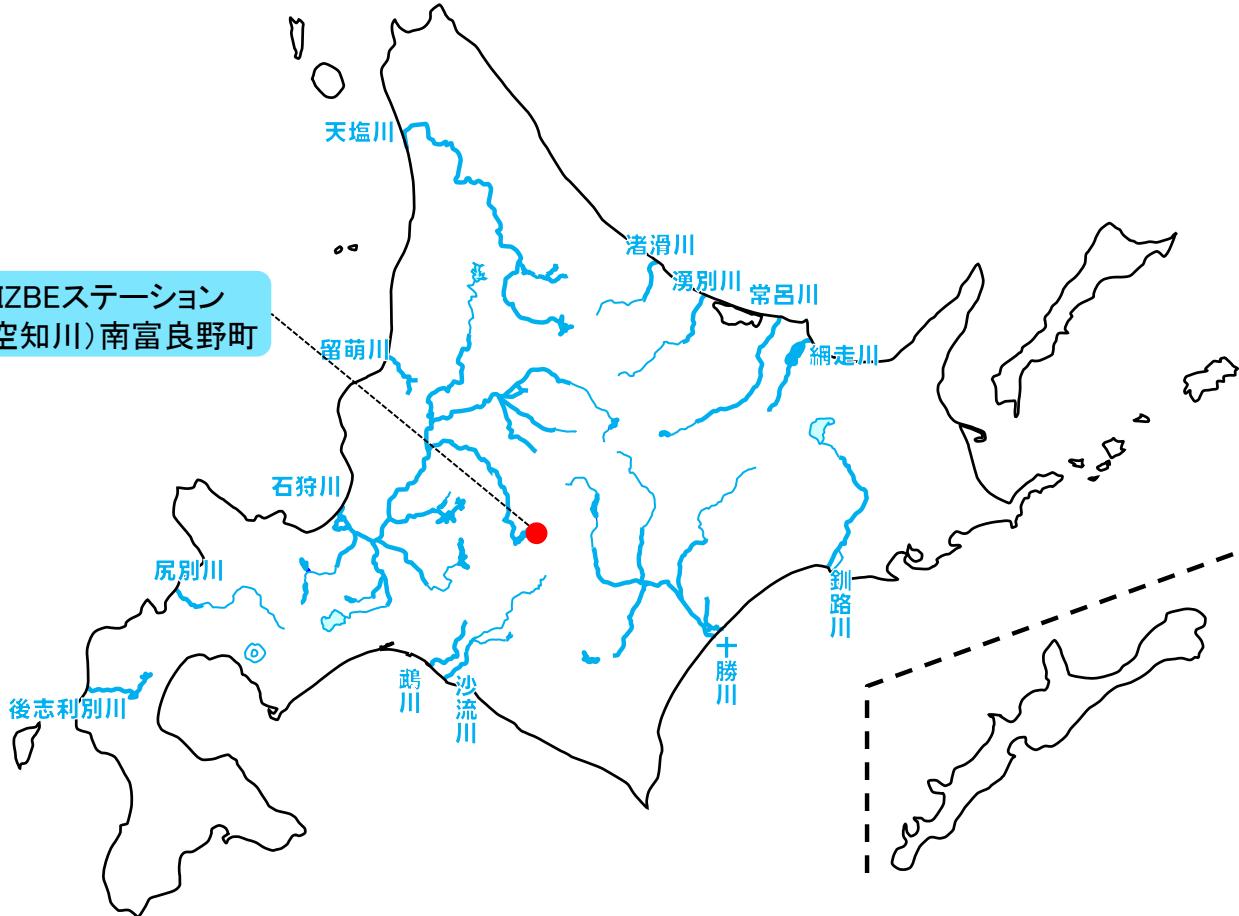 天塩川
渚滑川
湧別川
常呂川
IZBEステーション
空知川）南富良野町
留萌川
網走川
石狩川
尻別川
釧路川
十勝川
鵡川
沙流川
後志利別川